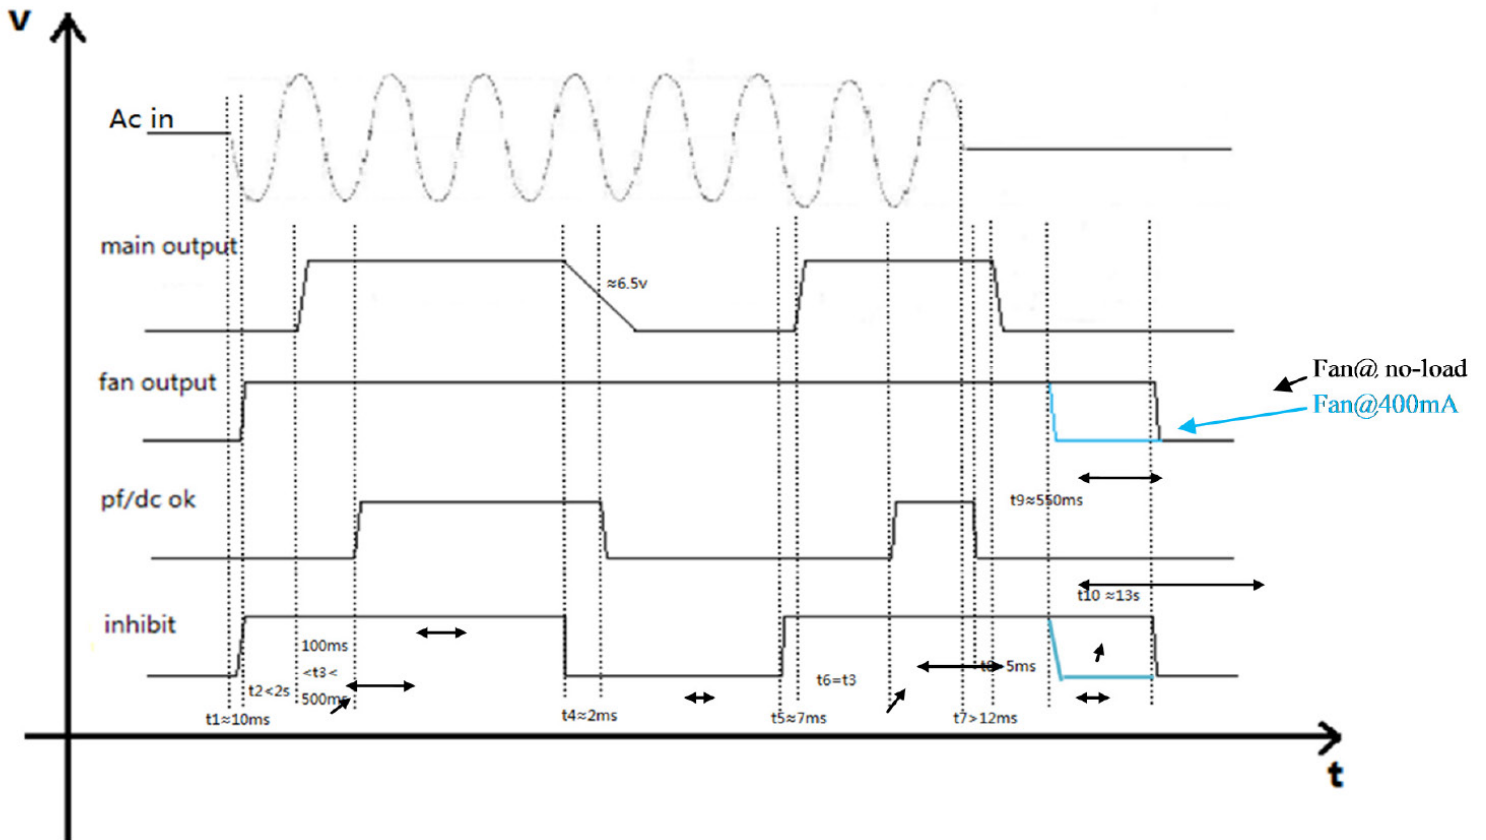 V
Ac in
main output
≈6.5v
fan output
Fan@ no-load
Fan@400mA
pf/dc ok
t9≈550ms
t10 ≈13s
inhibit
100ms
<t3<
500ms
t2<2s
t6=t3
5ms
t1≈10ms
t4≈2ms
t5≈7ms
t7>12ms
t